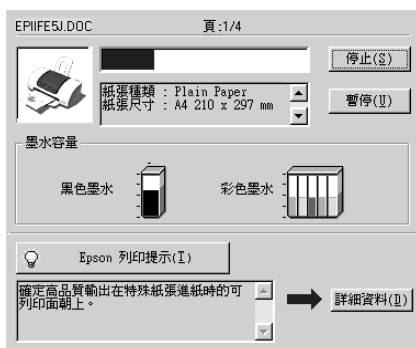 EPIIFE5J.DOC 頁:1/4
停止(S)
紙張種類 : Plain Paper
紙張尺寸 : A4 210 x 297 mm
暫停(U)
墨水容量
黑色墨水 彩色墨水
Epson 列印提示(I)
確定高品質輸出在特殊紙張進紙時的可
列印面朝上。
詳細資料(D)